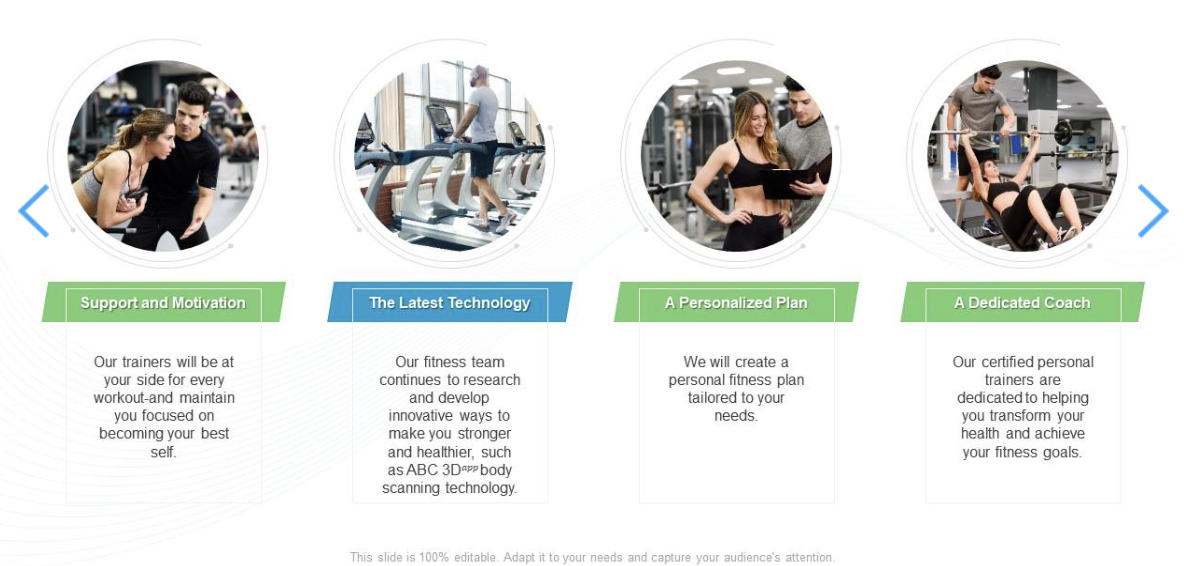 Support and Motivation
Our trainers will be at
your side for every
workout-and maintain
you focused on
becoming your best
self.
The Latest Technology
Our fitness team
continues to research
and develop
innovative ways to
make you stronger
and healthier, such
as ABC 3Dapp body
scanning technology.
A Personalized Plan
We will create a
personal fitness plan
tailored to your
needs.
A Dedicated Coach
Our certified personal
trainers are
dedicated to helping
you transform your
health and achieve
your fitness goals.
This slide is 100% editable. Adapt it to your needs and capture your audience's attention.